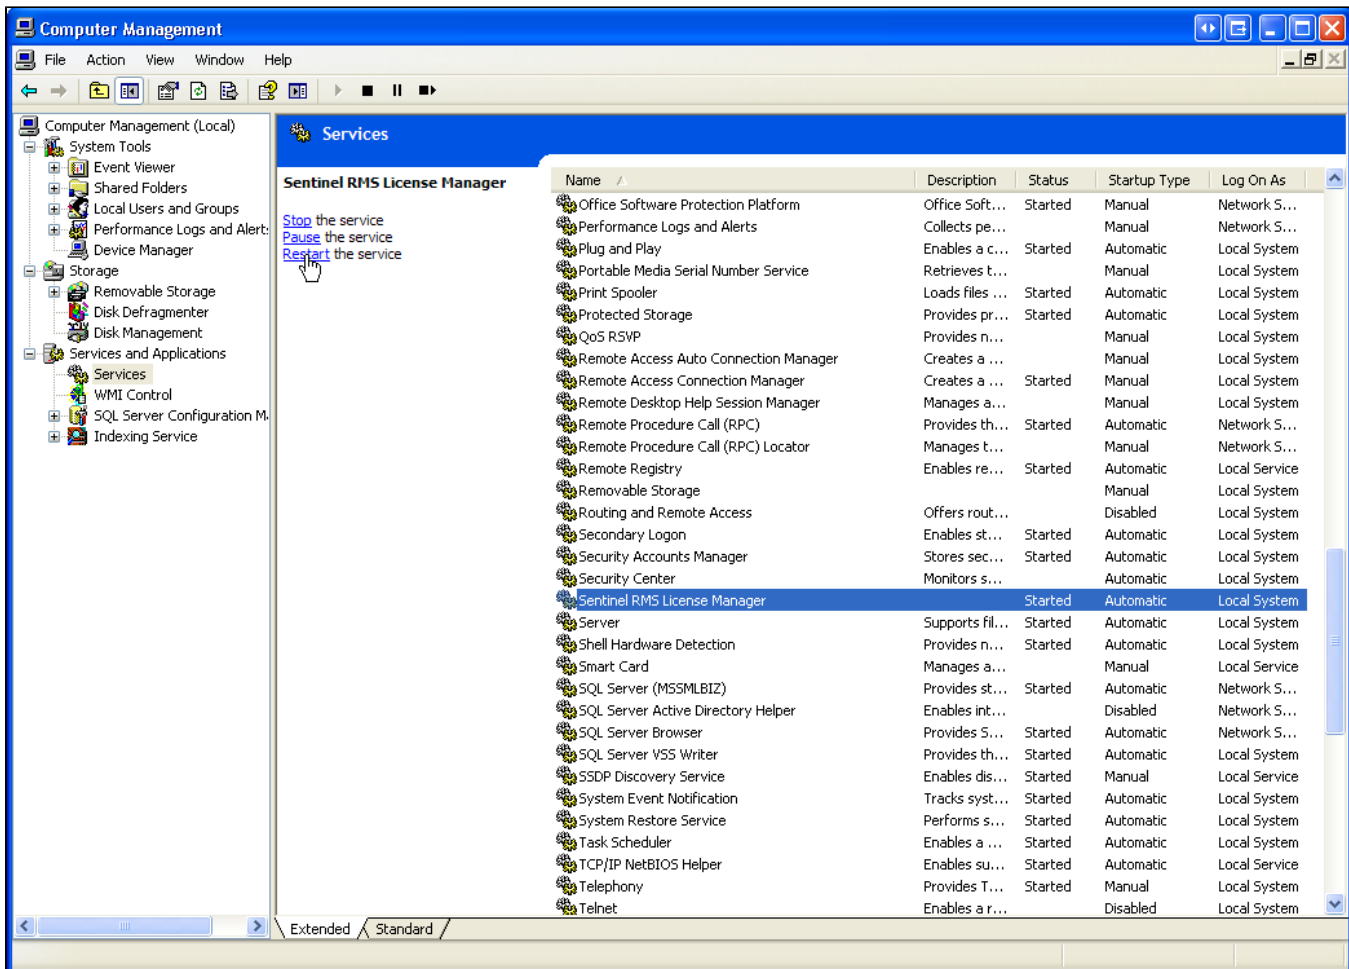 Computer Management
File Action View Window Help
Computer Management (Local)
System Tools
Event Viewer
Shared Folders
Local Users and Groups
Performance Logs and Alert:
Device Manager
Storage
Removable Storage
Disk Defragmenter
Disk Management
Services and Applications
Services
WMI Control
SQL Server Configuration M
Indexing Service
Services
Sentinel RMS License Manager
Stop the service
Pause the service
Restart the service
Name Description Status Startup Type Log On As
Office Software Protection Platform Office Soft... Started Manual Network S...
Performance Logs and Alerts Collects pe... Manual Network S...
Plug and Play Enables a c... Started Automatic Local System
Portable Media Serial Number Service Retrieves t... Manual Local System
Print Spooler Loads files ... Started Automatic Local System
Protected Storage Provides pr... Started Automatic Local System
QoS RSVP Provides n... Manual Local System
Remote Access Auto Connection Manager Creates a ... Manual Local System
Remote Access Connection Manager Creates a ... Started Manual Local System
Remote Desktop Help Session Manager Manages a... Manual Local System
Remote Procedure Call (RPC) Provides th... Started Automatic Network S...
Remote Procedure Call (RPC) Locator Manages t... Manual Network S...
Remote Registry Enables re... Started Automatic Local Service
Removable Storage Manual Local System
Routing and Remote Access Offers rout... Disabled Local System
Secondary Logon Enables st... Started Automatic Local System
Security Accounts Manager Stores sec... Started Automatic Local System
Security Center Monitors s... Automatic Local System
Sentinel RMS License Manager Started Automatic Local System
Server Supports fil... Started Automatic Local System
Shell Hardware Detection Provides n... Started Automatic Local System
Smart Card Manages a... Manual Local Service
SQL Server (MSSMLBIZ) Provides st... Started Automatic Network S...
SQL Server Active Directory Helper Enables int... Disabled Network S...
SQL Server Browser Provides S... Started Automatic Network S...
SQL Server VSS Writer Provides th... Started Automatic Local System
SSDP Discovery Service Enables dis... Started Manual Local Service
System Event Notification Tracks syst... Started Automatic Local System
System Restore Service Performs s... Started Automatic Local System
Task Scheduler Enables a ... Started Automatic Local System
TCP/IP NetBIOS Helper Enables su... Started Automatic Local Service
Telephony Provides T... Started Manual Local System
Telnet Enables a r... Disabled Local System
Extended Standard